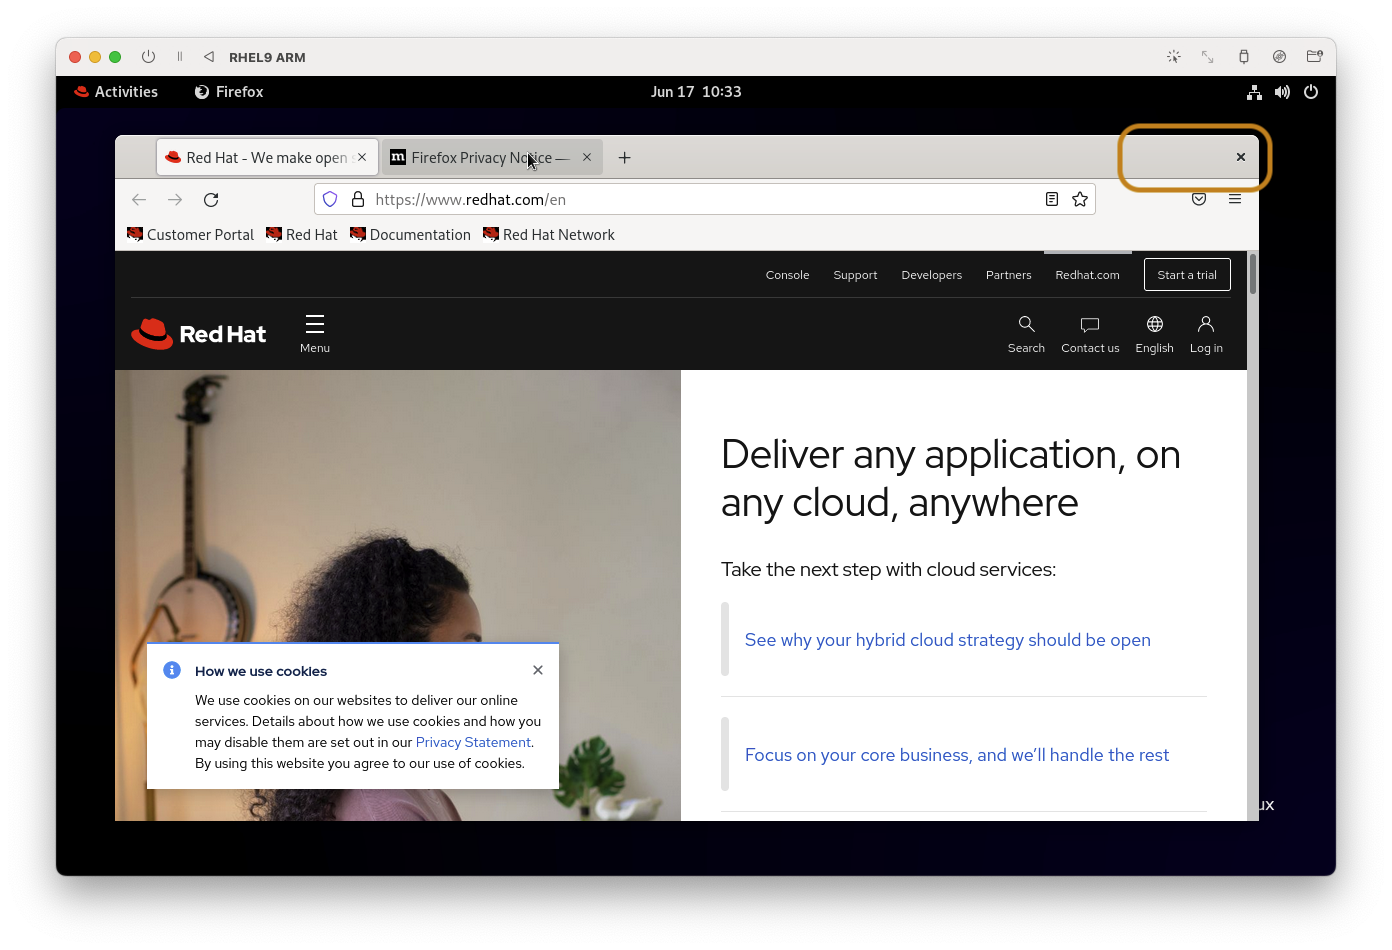 RHEL9 ARM
Activities Firefox Jun 17 10:33
Red Hat - We make open Firefox Privacy Notice —
https://www.redhat.com/en
Customer Portal Red Hat Documentation Red Hat Network
Console Support Developers Partners Redhat.com Start a trial
Red Hat
Menu Search Contact us English Log in
Deliver any application, on
any cloud, anywhere
Take the next step with cloud services:
See why your hybrid cloud strategy should be open
Focus on your core business, and we’ll handle the rest
How we use cookies
We use cookies on our websites to deliver our online
services. Details about how we use cookies and how you
may disable them are set out in our Privacy Statement.
By using this website you agree to our use of cookies.
ux